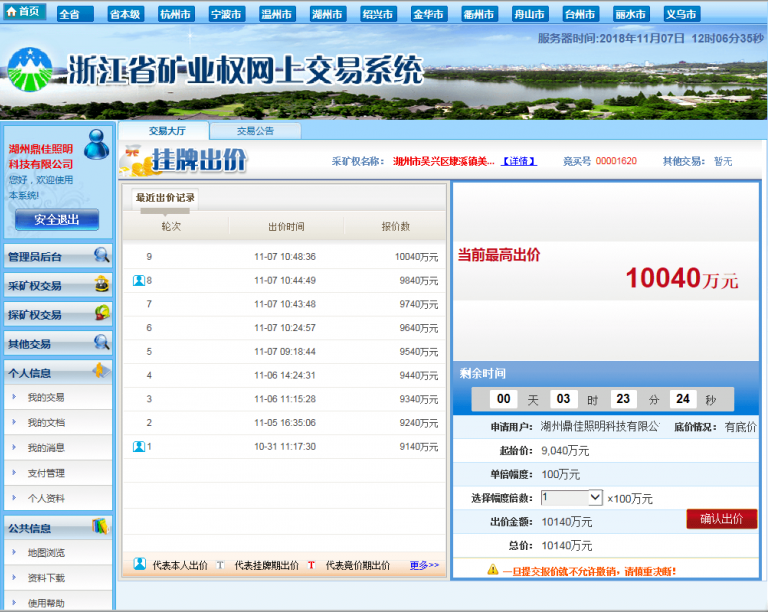 首页 全省 省本级 杭州市 宁波市 温州市 湖州市 绍兴市 金华市 衢州市 舟山市 台州市 丽水市 义乌市
服务器时间:2018年11月07日 12时06分35秒
浙江省矿业权网上交易系统
湖州鼎佳照明科技有限公司
您好，欢迎使用
本系统!
安全退出
管理员后台
采矿权交易
探矿权交易
其他交易
个人信息
我的交易
我的文档
我的消息
支付管理
个人资料
公共信息
地图浏览
资料下载
使用帮助
交易大厅 交易公告
挂牌出价
采矿权名称: 湖州市吴兴区埭溪镇美... 【详情】 竞买号 00001620 其他交易: 暂无
最近出价记录
轮次 出价时间 报价数
9 11-07 10:48:36 10040万元
8 11-07 10:44:49 9840万元
7 11-07 10:43:48 9740万元
6 11-07 10:24:57 9640万元
5 11-07 09:18:44 9540万元
4 11-06 14:24:31 9440万元
3 11-06 11:15:28 9340万元
2 11-05 16:35:06 9240万元
1 10-31 11:17:30 9140万元
代表本人出价 T 代表挂牌期出价 T 代表竞价期出价 更多>>
当前最高出价
10040万元
剩余时间
00 天 03 时 23 分 24 秒
申请用户: 湖州鼎佳照明科技有限公 底价情况: 有底价
起始价: 9,040万元
单倍幅度: 100万元
选择幅度倍数: 1 ×100万元
出价金额: 10140万元 确认出价
总价: 10140万元
一旦提交报价就不允许撤销，请慎重决断!